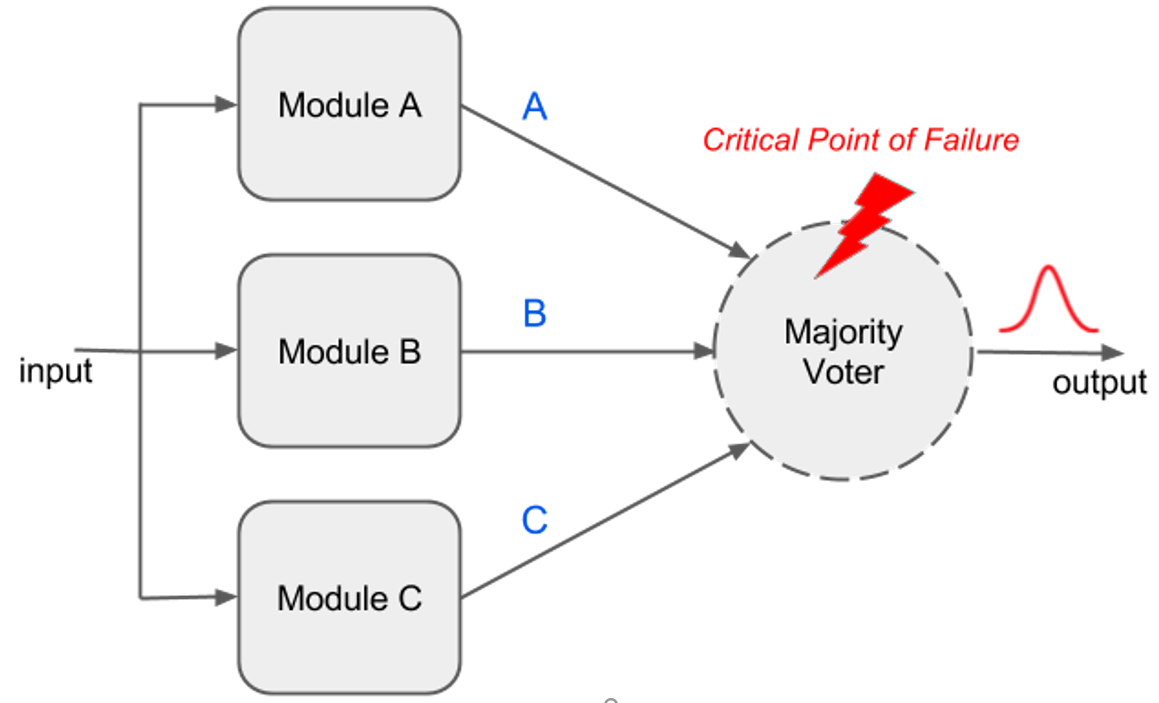 Module A
A
Critical Point of Failure
Module B
B
input
Majority
Voter
output
Module C
C